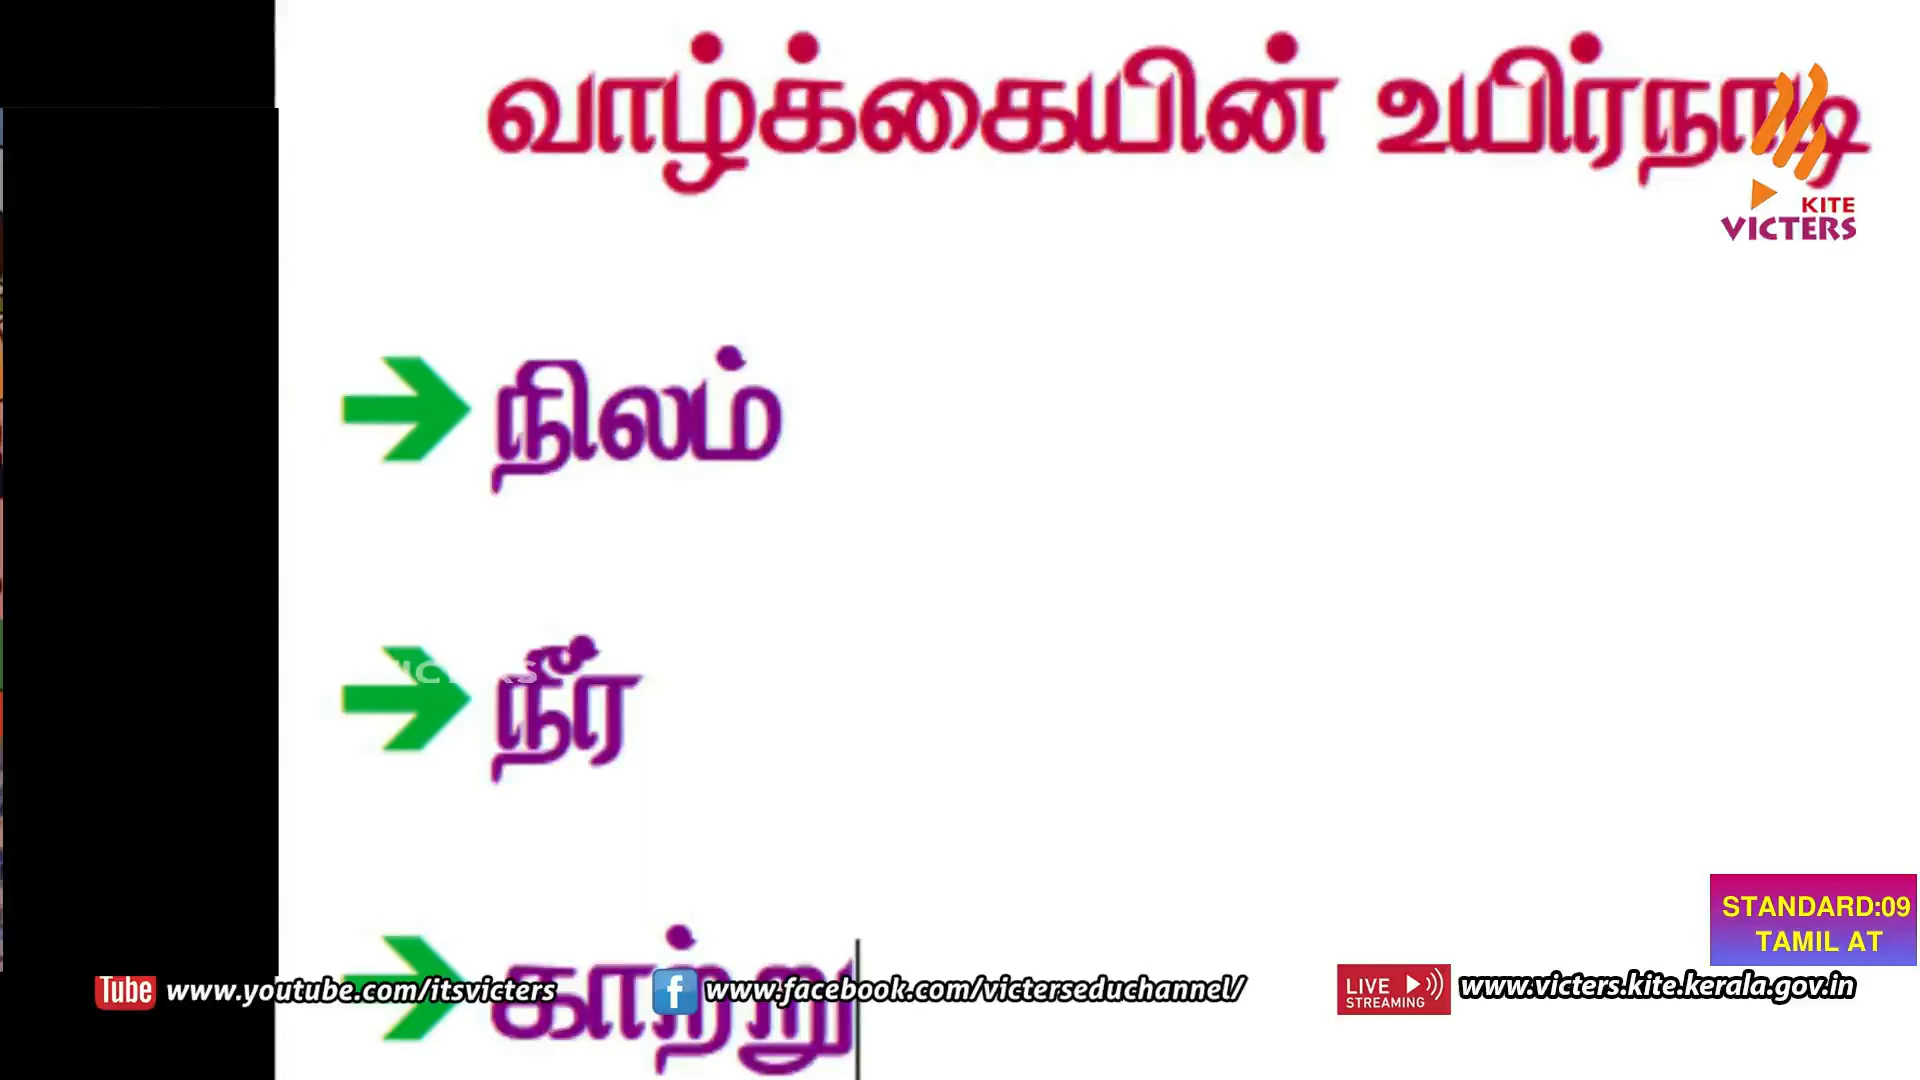 வாழ்க்கையின் உயிர்நாடி
KITE
VICTERS
நிலம்
நீர்
காற்று
STANDARD:09
TAMIL AT
Tube www.youtube.com/itsvicters
f www.facebook.com/victerseduchannel/
LIVE STREAMING www.victers.kite.kerala.gov.in